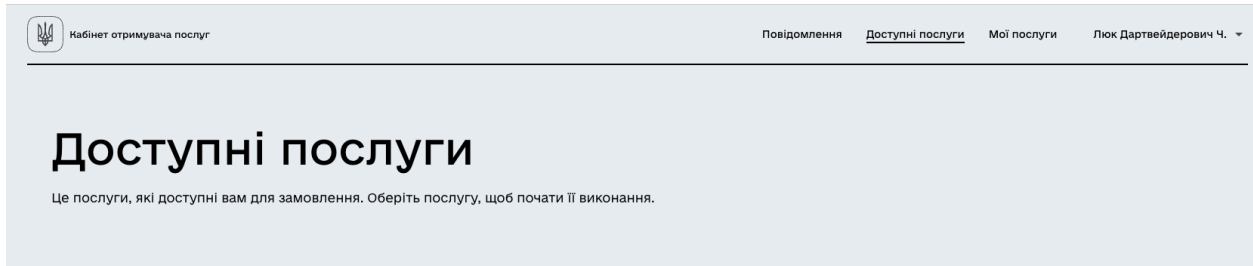 Кабінет отримувача послуг
Повідомлення Доступні послуги Мої послуги Люк Дартвейдерович Ч.
Доступні послуги
Це послуги, які доступні вам для замовлення. Оберіть послугу, щоб почати її виконання.